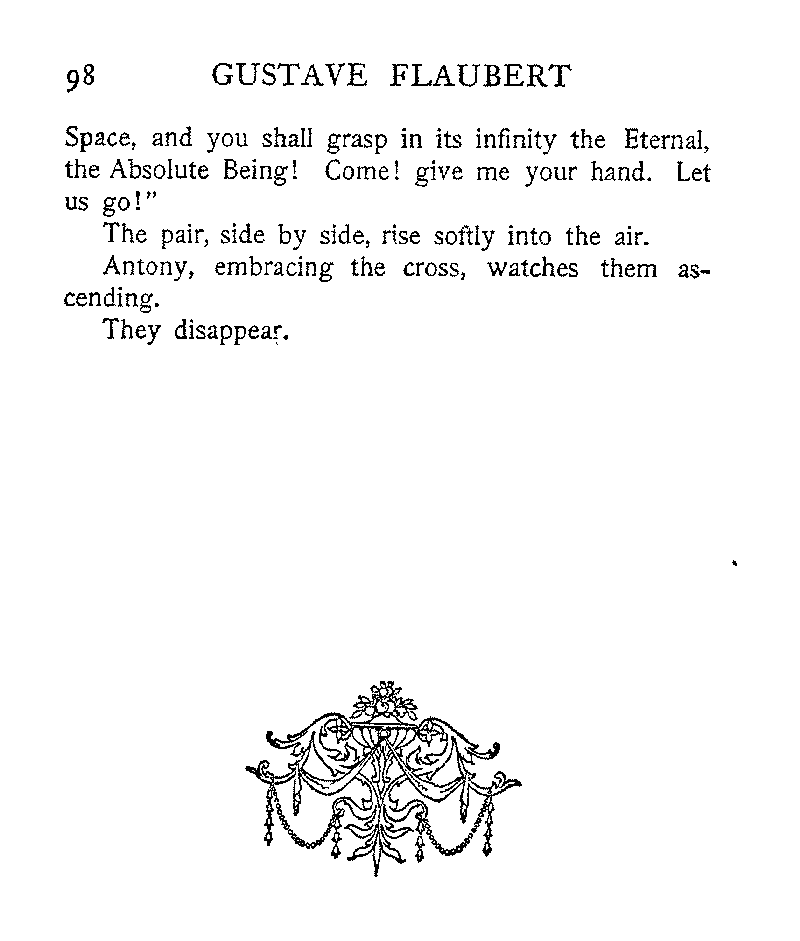 98 GUSTAVE FLAUBERT
Space, and you shall grasp in its infinity the Eternal,
the Absolute Being! Come! give me your hand. Let
us go!”
The pair, side by side, rise softly into the air.
Antony, embracing the cross, watches them as-
cending.
They disappear.